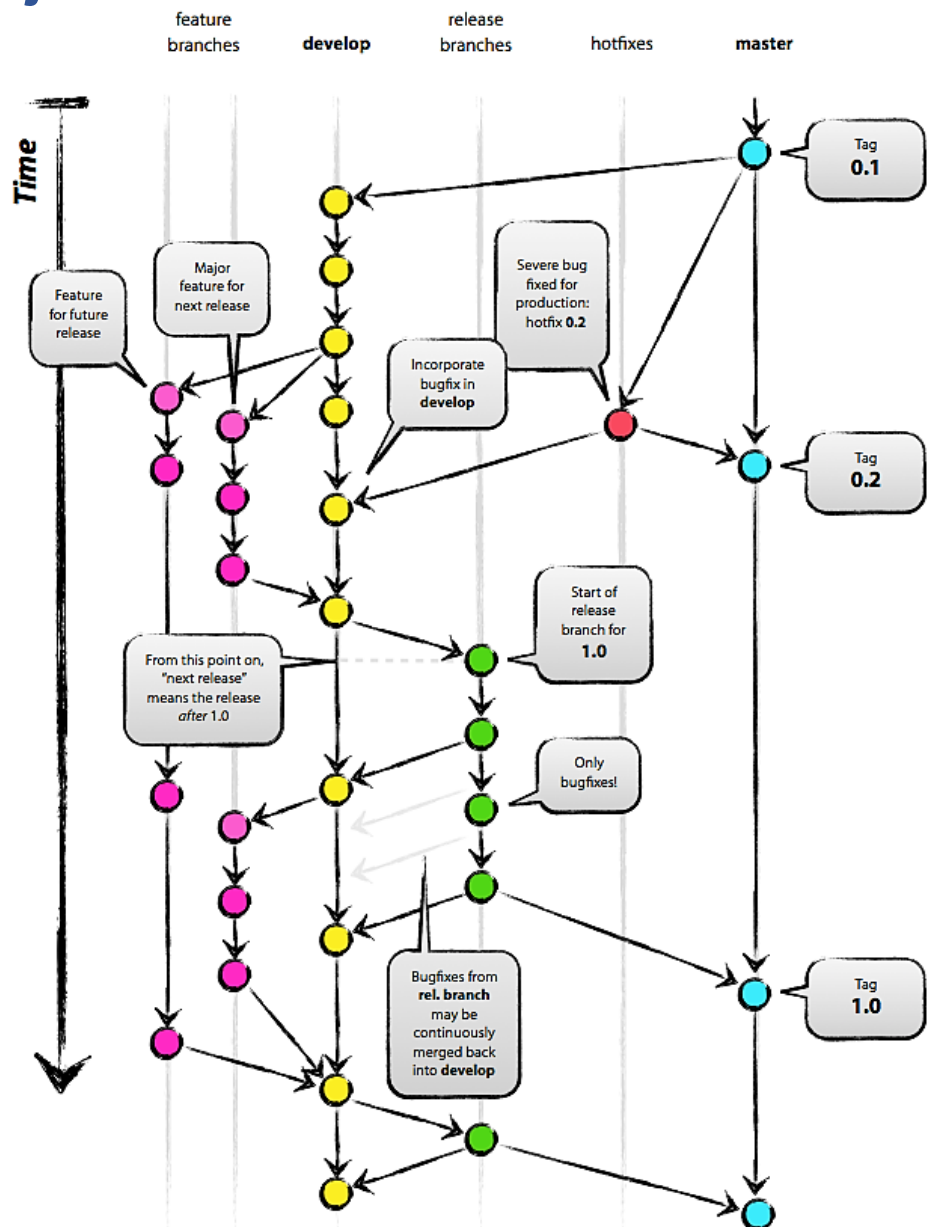 feature
branches
develop
release
branches
hotfixes
master
Time
Tag
0.1
Major
feature for
next release
Feature
for future
release
Severe bug
fixed for
production:
hotfix 0.2
Incorporate
bugfix in
develop
Tag
0.2
Start of
release
branch for
1.0
From this point on,
"next release"
means the release
after 1.0
Only
bugfixes!
Bugfixes from
rel. branch
may be
continuously
merged back
into develop
Tag
1.0